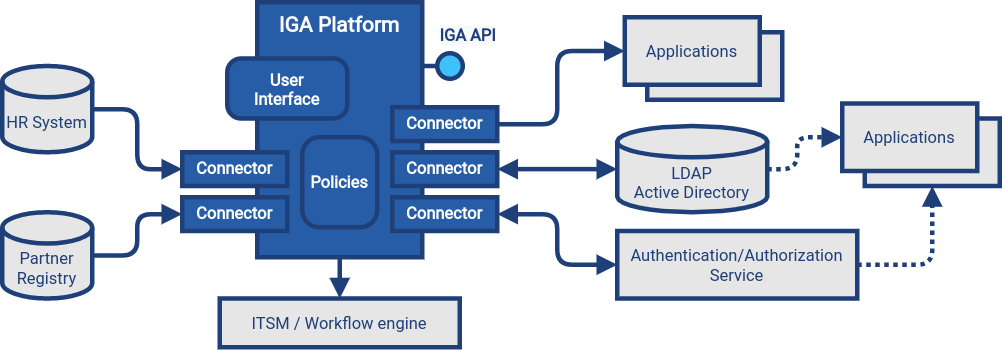 IGA Platform
IGA API
User
Interface
HR System
Partner
Registry
Connector
Connector
Policies
Connector
Connector
Connector
Applications
LDAP
Active Directory
Authentication/Authorization
Service
Applications
ITSM / Workflow engine